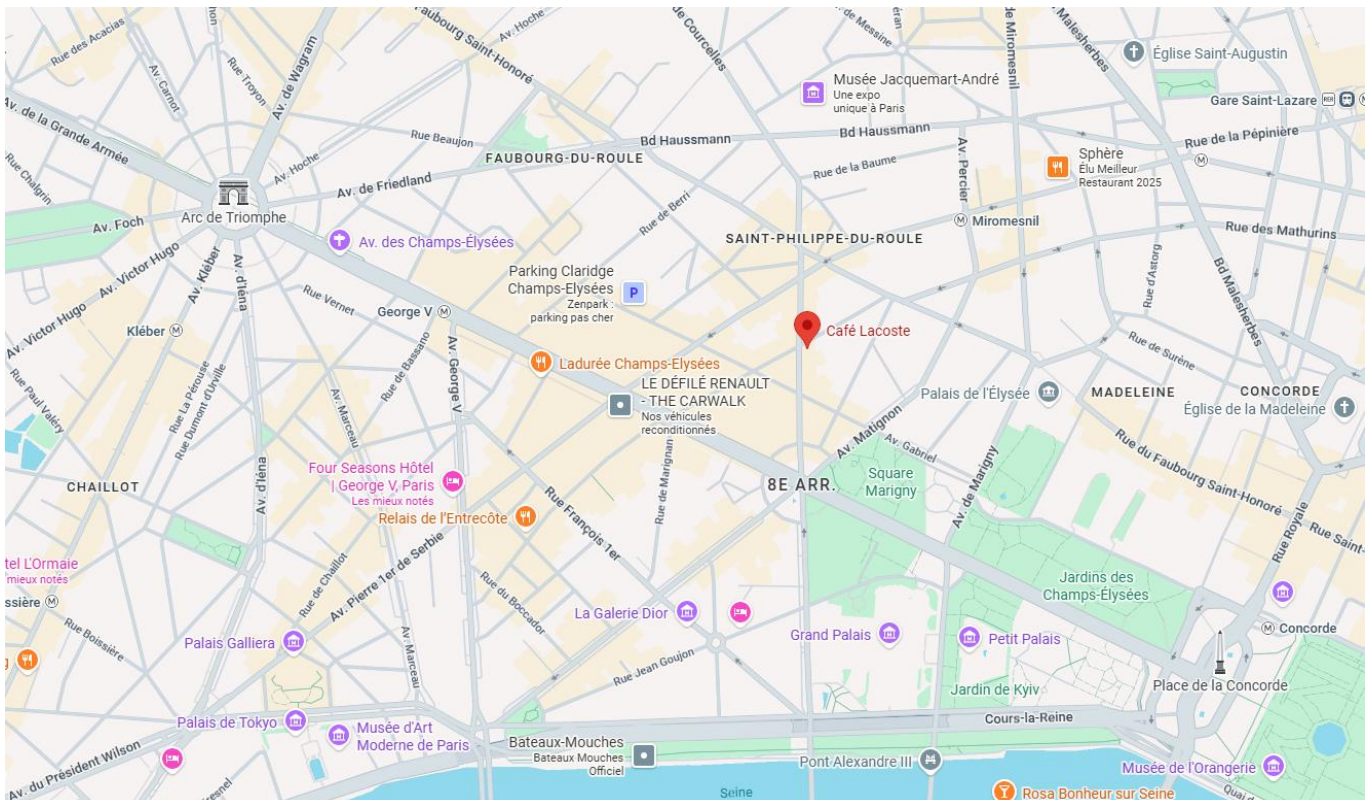 Faubourg Saint-Honoré
Av. Hoche
de Courcelles
de Messine
de Miromesnil
Bd Malesherbes
Rue des Acacias
Av. Carnot
Rue Troyon
Av. de Wagram
Église Saint-Augustin
Musée Jacquemart-André
Une expo
unique à Paris
Gare Saint-Lazare
RER
Av. de la Grande Armée
Rue Beaujon
Bd Haussmann
Bd Haussmann
Rue de la Pépinière
Rue Chalgrin
Av. Hoche
FAUBOURG-DU-ROULE
Rue de la Baume
Av. Percier
Sphère
Élu Meilleur
Restaurant 2025
Av. de Friedland
Av. Foch
Arc de Triomphe
Rue de Berri
Miromesnil
Rue des Mathurins
Av. des Champs-Élysées
SAINT-PHILIPPE-DU-ROULE
Av. Victor Hugo
Av. Kléber
Av. d'Iéna
Parking Claridge
Champs-Elysées
Zenpark :
parking pas cher
P
Rue d'Astorg
Bd Malesherbes
Rue Vernet
George V
Kléber
Av. Victor Hugo
Café Lacoste
Rue de Bassano
Av. George V
Ladurée Champs-Elysées
Rue de Surène
Rue Paul Valéry
Rue La Pérouse
Rue Dumont d'Urville
Av. Marceau
LE DÉFILÉ RENAULT
- THE CARWALK
Nos véhicules
reconditionnés
Palais de l'Élysée
MADELEINE
CONCORDE
Église de la Madeleine
Av. Matignon
Av. Gabriel
Four Seasons Hôtel
| George V, Paris
Les mieux notés
Rue de Marignan
Square
Marigny
Av. de Marigny
Rue du Faubourg Saint-Honoré
CHAILLOT
Av. d'Iéna
8E ARR.
Relais de l'Entrecôte
Rue François 1er
Rue Royale
Rue Saint-
tel L'Ormaie
mieux notés
Rue de Chaillot
Av. Pierre 1er de Serbie
Rue du Boccador
Jardins des
Champs-Élysées
ssière
La Galerie Dior
Rue Boissière
Palais Galliera
Av. Marceau
Grand Palais
Petit Palais
Concorde
Rue Jean Goujon
Jardin de Kyiv
Place de la Concorde
Palais de Tokyo
Musée d'Art
Moderne de Paris
Cours-la-Reine
Av. du Président Wilson
Bateaux-Mouches
Bateaux Mouches
Officiel
Pont Alexandre III
Musée de l'Orangerie
Seine
Rosa Bonheur sur Seine